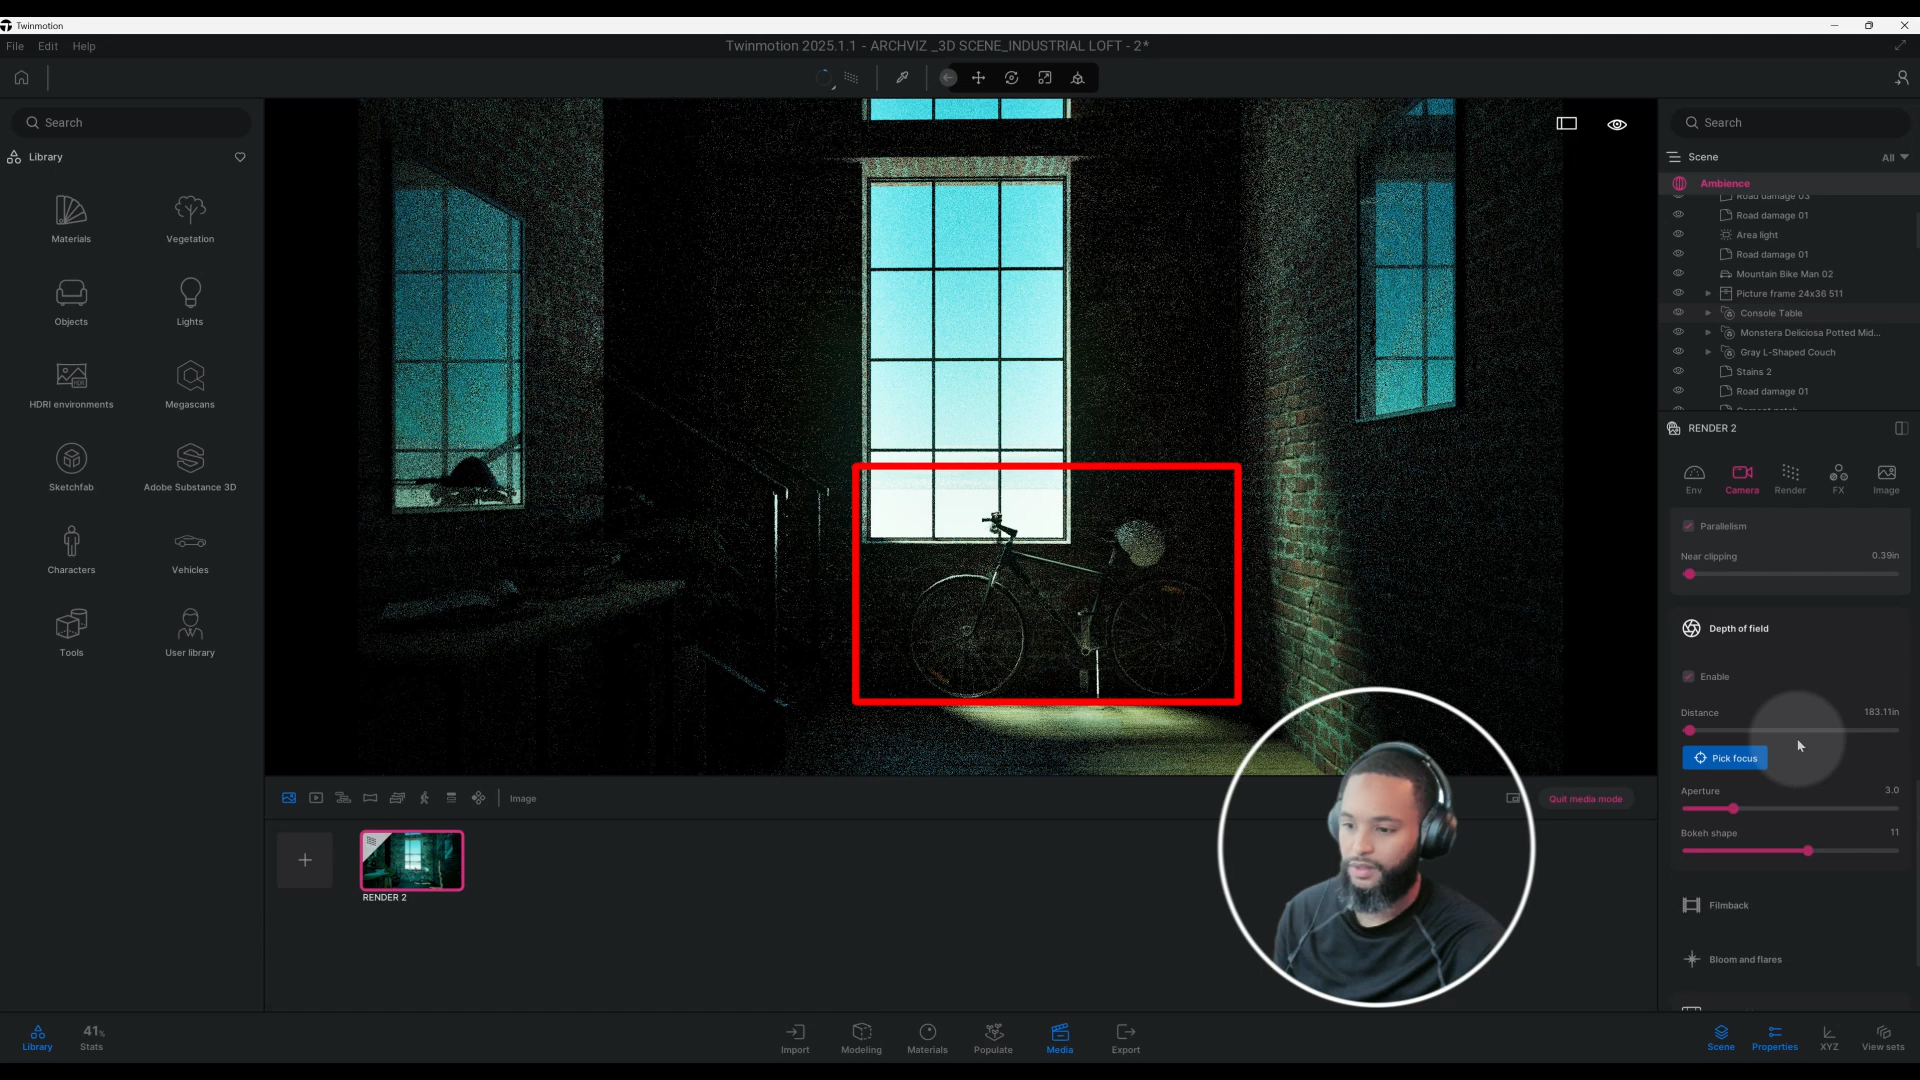 Twinmotion
File Edit Help
Twinmotion 2025.1.1 - ARCHVIZ _3D SCENE_INDUSTRIAL LOFT - 2*
Search
Library
Materials
Vegetation
Objects
Lights
HDRI environments
Megascans
Sketchfab
Adobe Substance 3D
Characters
Vehicles
Tools
User library
Search
Scene
All
Ambience
Road damage 03
Road damage 01
Area light
Road damage 01
Mountain Bike Man 02
Picture frame 24x36 511
Console Table
Monstera Deliciosa Potted Mid...
Gray L-Shaped Couch
Stains 2
Road damage 01
RENDER 2
Env
Camera
Render
FX
Image
Parallelism
Near clipping 0.39in
Depth of field
Enable
Distance 183.11in
Pick focus
Aperture 3.0
Bokeh shape 11
Filmback
Bloom and flares
Image
Quit media mode
RENDER 2
Library
41%
Stats
Import
Modeling
Materials
Populate
Media
Export
Scene
Properties
XYZ
View sets